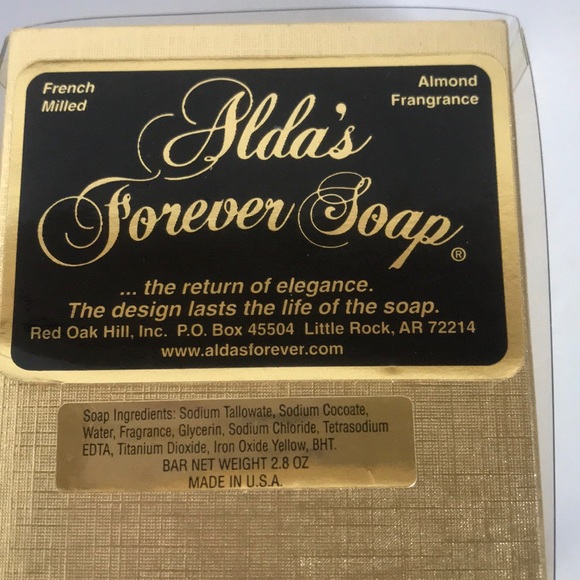 French
Milled
Almond
Frangrance
Alda's
Forever Soap ®
... the return of elegance.
The design lasts the life of the soap.
Red Oak Hill, Inc. P.O. Box 45504 Little Rock, AR 72214
www.aldasforever.com
Soap Ingredients: Sodium Tallowate, Sodium Cocoate,
Water, Fragrance, Glycerin, Sodium Chloride, Tetrasodium
EDTA, Titanium Dioxide, Iron Oxide Yellow, BHT.
BAR NET WEIGHT 2.8 OZ
MADE IN U.S.A.